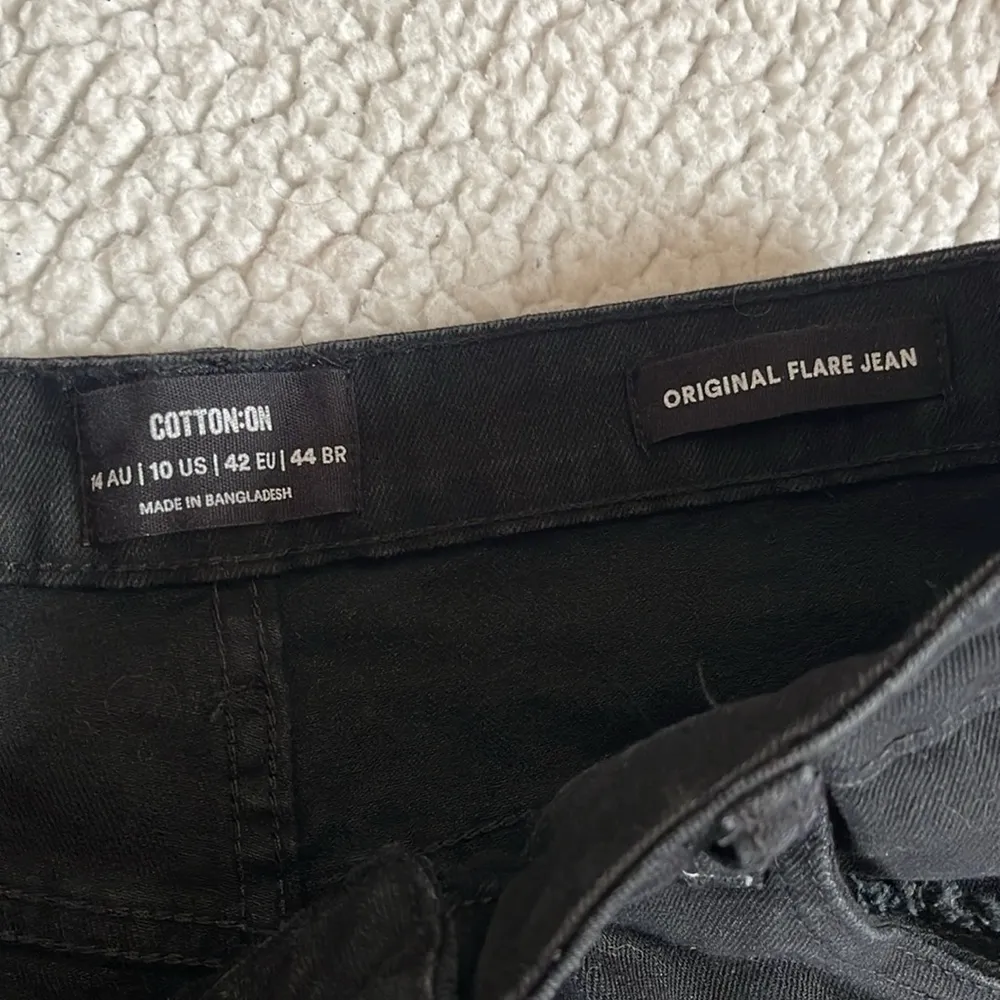 COTTON:ON
14 AU | 10 US | 42 EU | 44 BR
MADE IN BANGLADESH
ORIGINAL FLARE JEAN